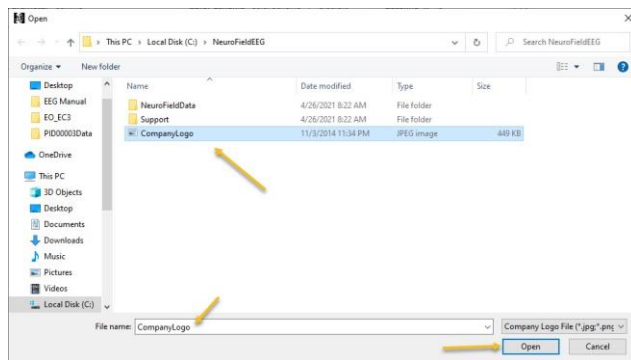 Open
This PC > Local Disk (C:) > NeuroFieldEEG
Search NeuroFieldEEG
Organize New folder
Name Date modified Type Size
Desktop
EEG Manual
EO_EC3
PID00003Data
OneDrive
This PC
3D Objects
Desktop
Documents
Downloads
Music
Pictures
Videos
Local Disk (C:)
NeuroFieldData 4/26/2021 8:22 AM File folder
Support 4/26/2021 8:22 AM File folder
CompanyLogo 11/3/2014 11:34 PM JPEG image 449 KB
File name: CompanyLogo
Company Logo File (*.jpg;*.png
Open Cancel